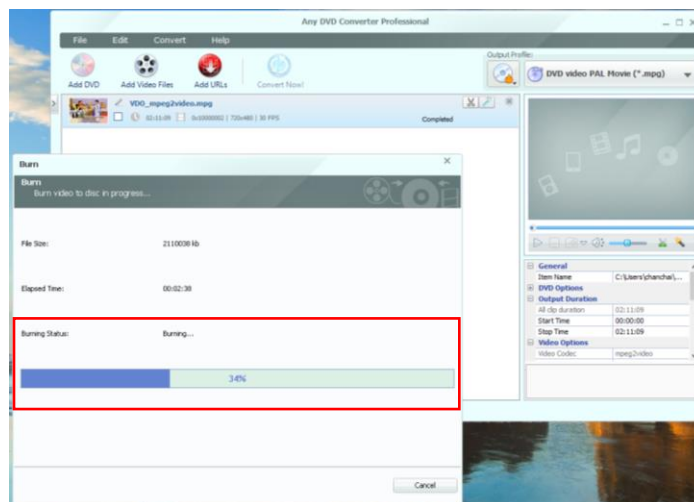 Any DVD Converter Professional
File Edit Convert Help
Output Profile:
Add DVD Add Video Files Add URLs Convert Now!
DVD video PAL Movie (*.mpg)
VDO_mpeg2video.mpg
02:11:09 0x10000002 | 720x480 | 30 FPS Completed
Burn
Burn
Burn video to disc in progress...
File Size: 2110038 kb
Elapsed Time: 00:02:38
Burning Status: Burning...
34%
Cancel
General
Item Name C:\Users\chanchai\...
DVD Options
Output Duration
All clip duration 02:11:09
Start Time 00:00:00
Stop Time 02:11:09
Video Options
Video Codec mpeg2video